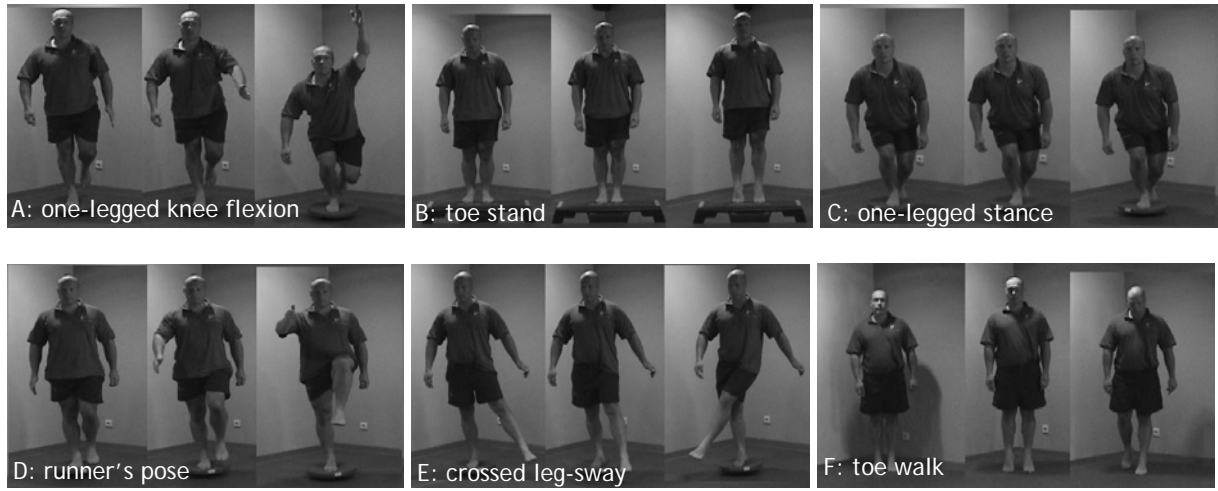 A: one-legged knee flexion
B: toe stand
C: one-legged stance
D: runner's pose
E: crossed leg-sway
F: toe walk